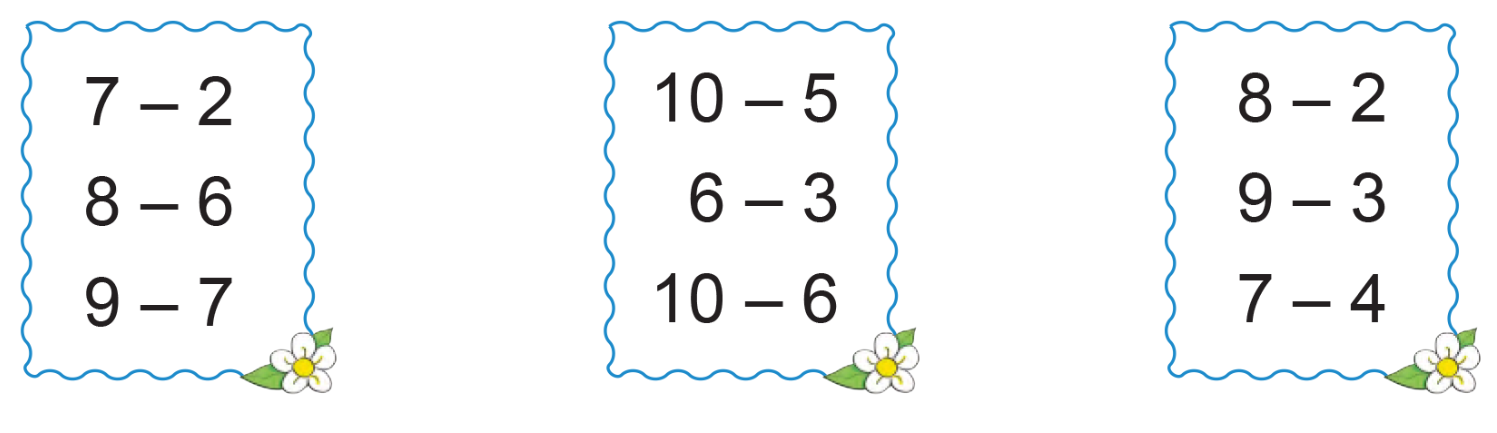 7 – 2
8 – 6
9 – 7
10 – 5
6 – 3
10 – 6
8 – 2
9 – 3
7 – 4